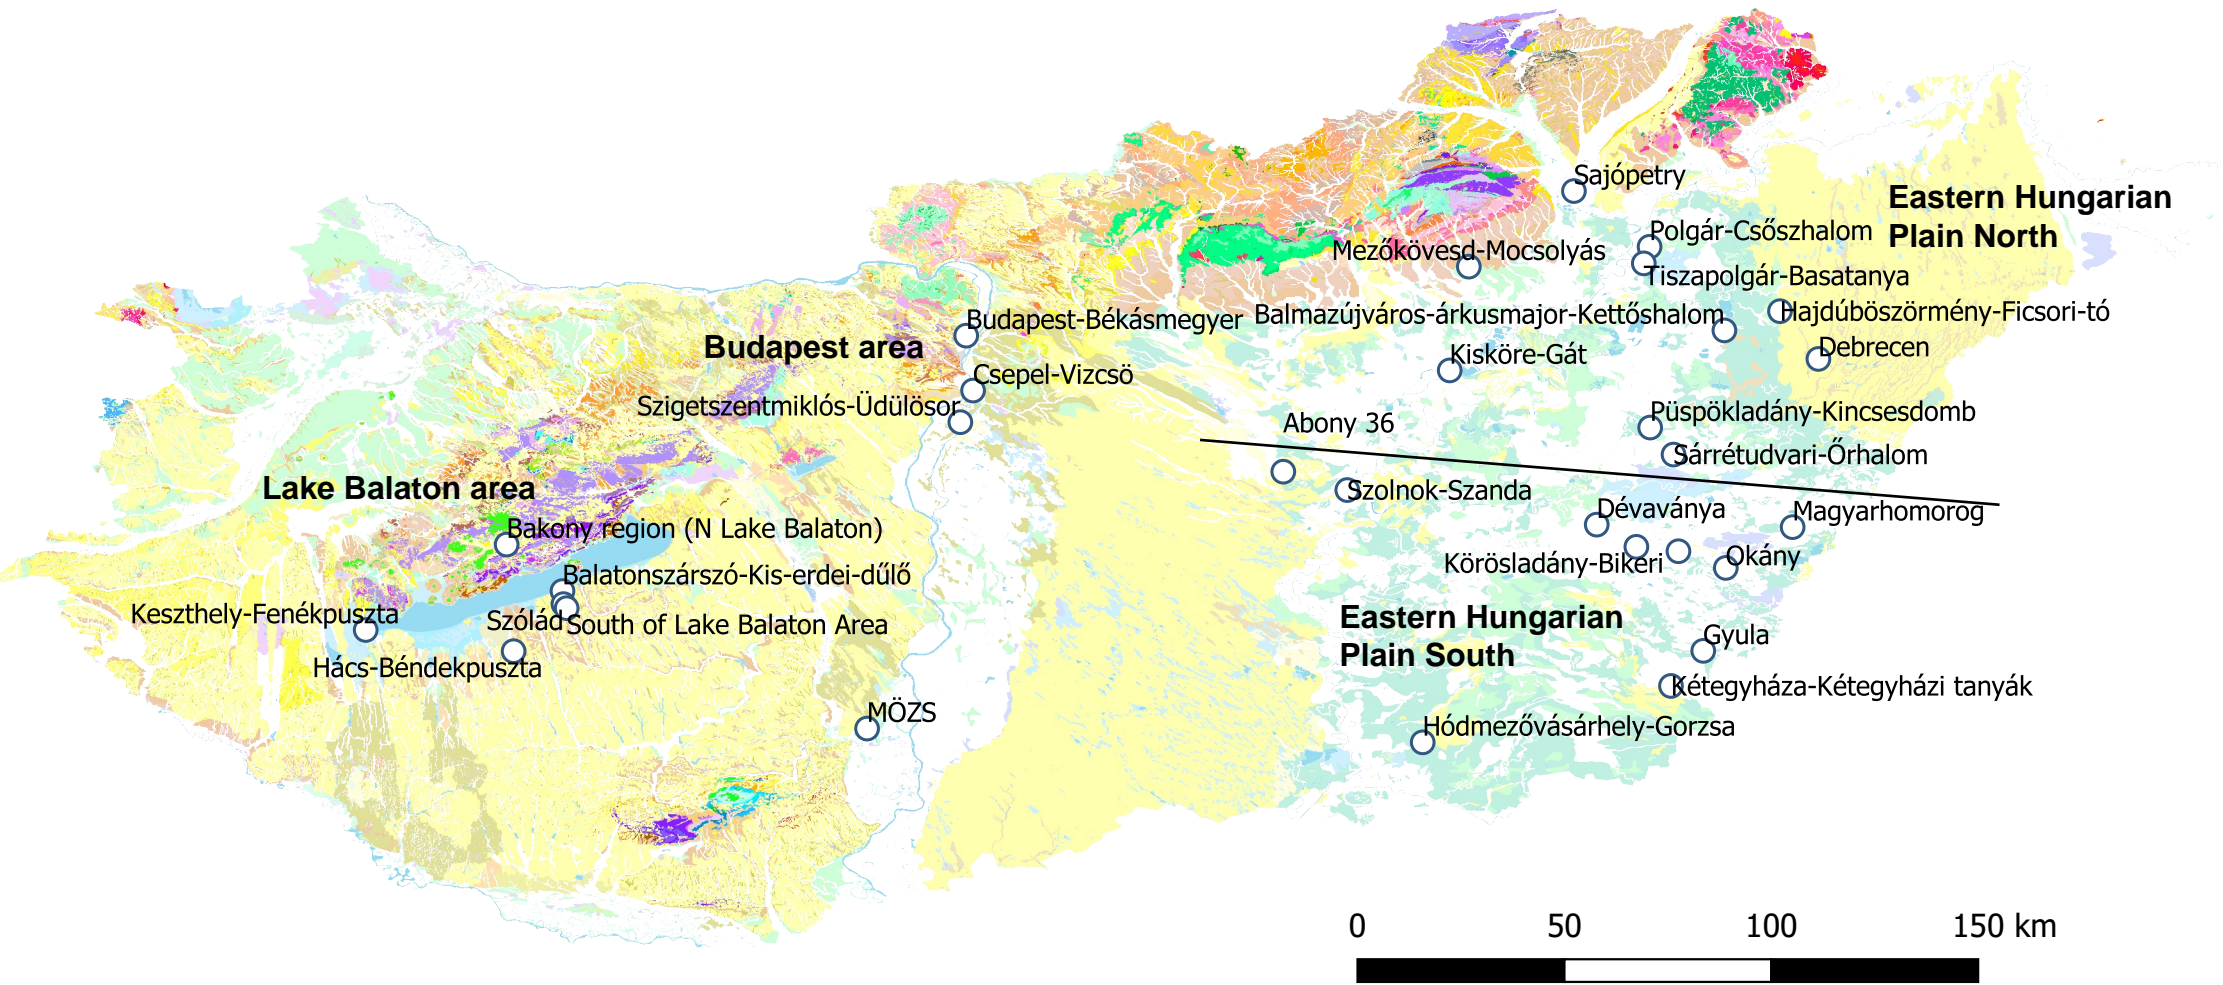 Sajópetry
Eastern Hungarian
Plain North
Polgár-Csőszhalom
Mezőkövesd-Mocsolyás
Tiszapolgár-Basatanya
Budapest-Békásmegyer
Balmazújváros-árkusmajor-Kettőshalom
Hajdúböszörmény-Ficsori-tó
Budapest area
Debrecen
Kisköre-Gát
Csepel-Vizcsö
Szigetszentmiklós-Üdülösor
Püspökladány-Kincsesdomb
Abony 36
Sárrétudvari-Őrhalom
Lake Balaton area
Szolnok-Szanda
Dévaványa
Magyarhomorog
Bakony region (N Lake Balaton)
Körösladány-Bikeri
Okány
Balatonszárszó-Kis-erdei-dűlő
Keszthely-Fenékpuszta
Szólád
South of Lake Balaton Area
Eastern Hungarian
Plain South
Gyula
Hács-Béndekpuszta
Kétegyháza-Kétegyházi tanyák
MÖZS
Hódmezővásárhely-Gorzsa
0 50 100 150 km